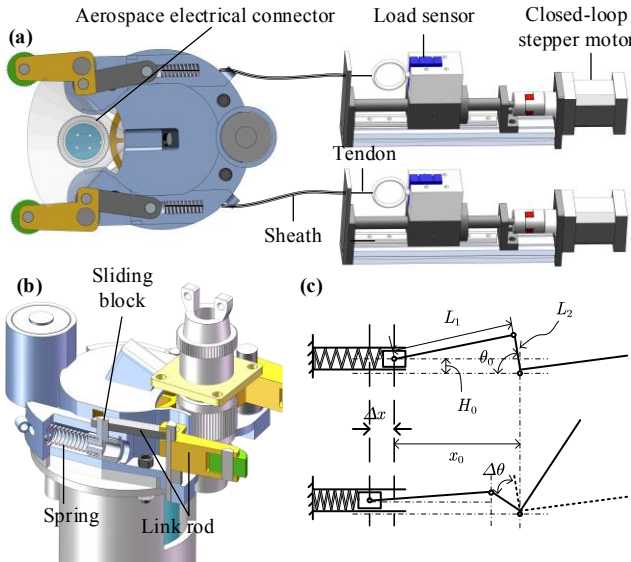 Aerospace electrical connector
(a)
Load sensor
Closed-loop
stepper motor
Tendon
Sheath
(b)
Sliding
block
Spring
Link rod
(c)
L₁
L₂
θ₀
H₀
Δx
x₀
Δθ